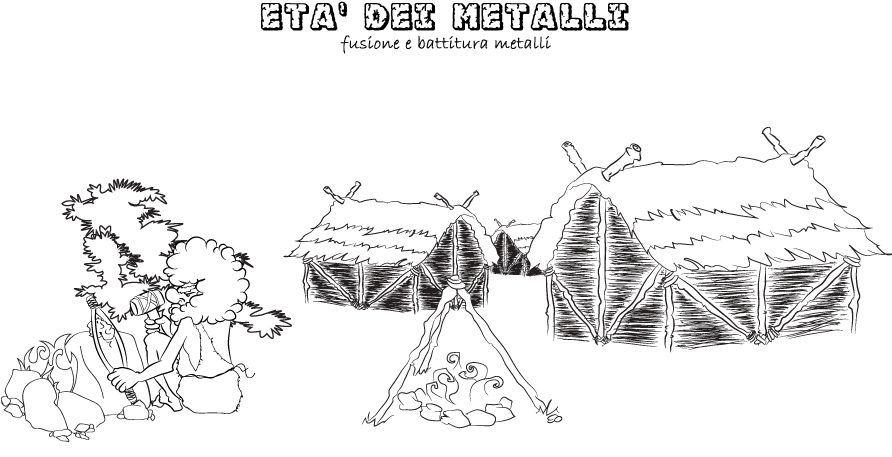 ETA' DEI METALLI
fusione e battitura metalli